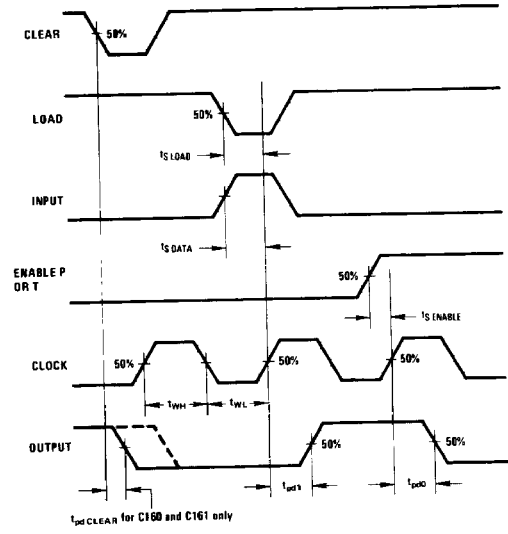 CLEAR
50%
LOAD
50%
tS LOAD
INPUT
tS DATA
ENABLE P
OR T
50%
tS ENABLE
CLOCK
50%
50%
50%
tWH
tWL
OUTPUT
50%
50%
tpd1
tpd0
tpd CLEAR for C160 and C161 only